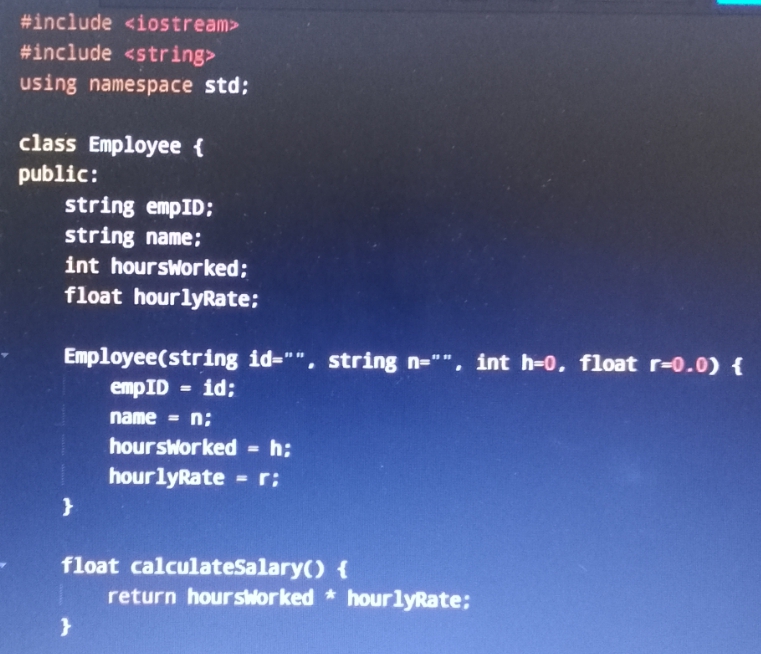 #include <iostream>
#include <string>
using namespace std;

class Employee {
public:
    string empID;
    string name;
    int hoursWorked;
    float hourlyRate;

    Employee(string id="", string n="", int h=0, float r=0.0) {
        empID = id;
        name = n;
        hoursWorked = h;
        hourlyRate = r;
    }

    float calculateSalary() {
        return hoursWorked * hourlyRate;
    }